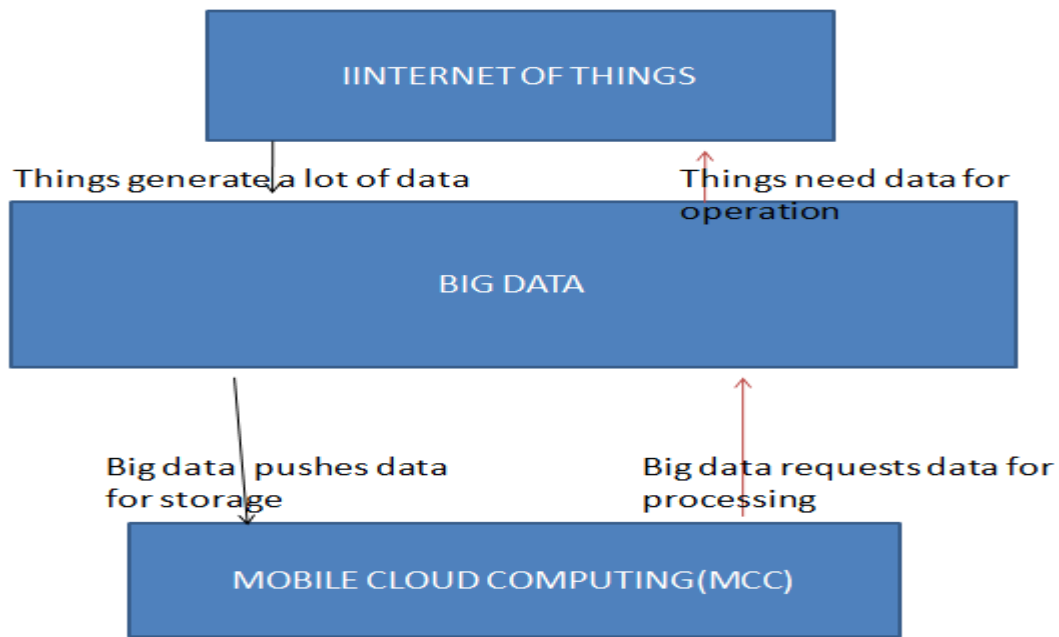 IINTERNET OF THINGS
Things generate a lot of data
Things need data for
operation
BIG DATA
Big data pushes data
for storage
Big data requests data for
processing
MOBILE CLOUD COMPUTING(MCC)